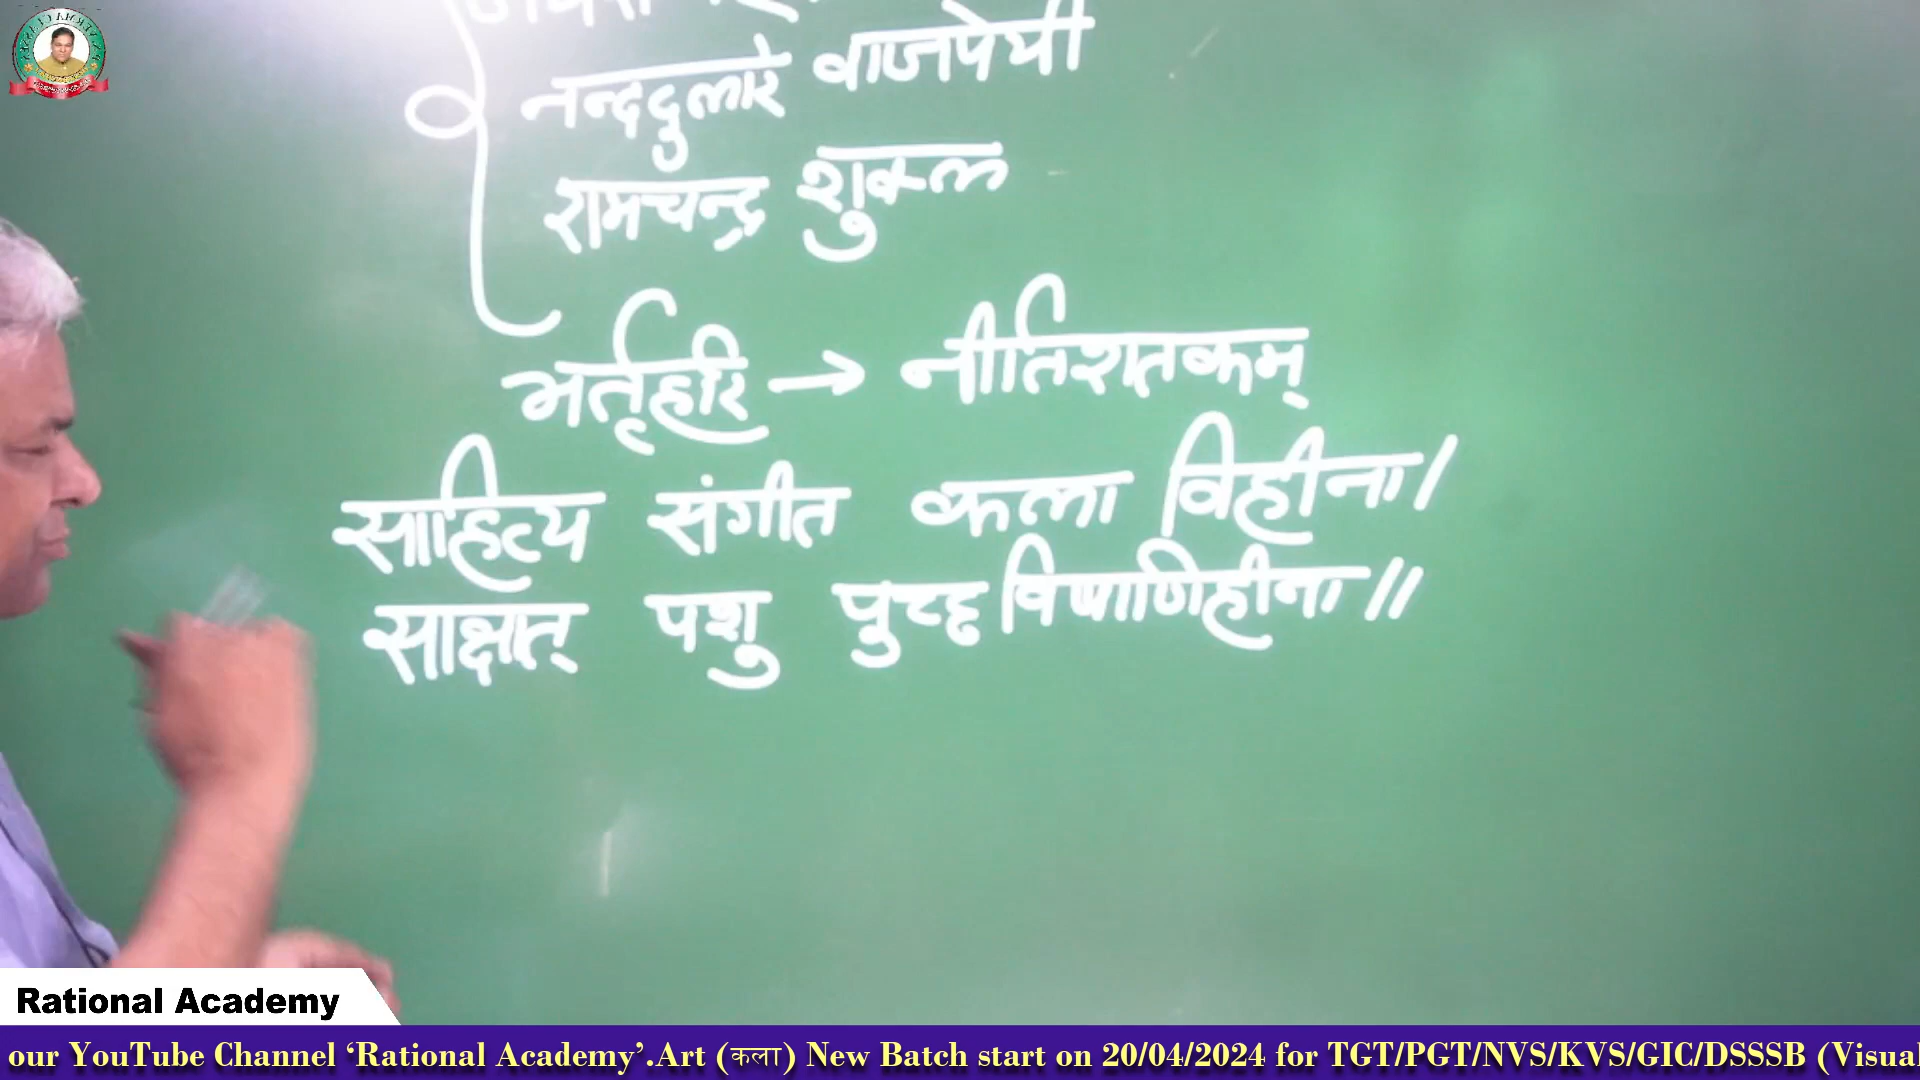 नन्ददुलारे वाजपेयी
रामचन्द्र शुक्ल
भर्तृहरि → नीतिशतकम्
साहित्य संगीत कला विहीना।
साक्षात् पशु पुच्छ विषाणहीना॥
Rational Academy
our YouTube Channel ‘Rational Academy’.Art (कला) New Batch start on 20/04/2024 for TGT/PGT/NVS/KVS/GIC/DSSSB (Visual